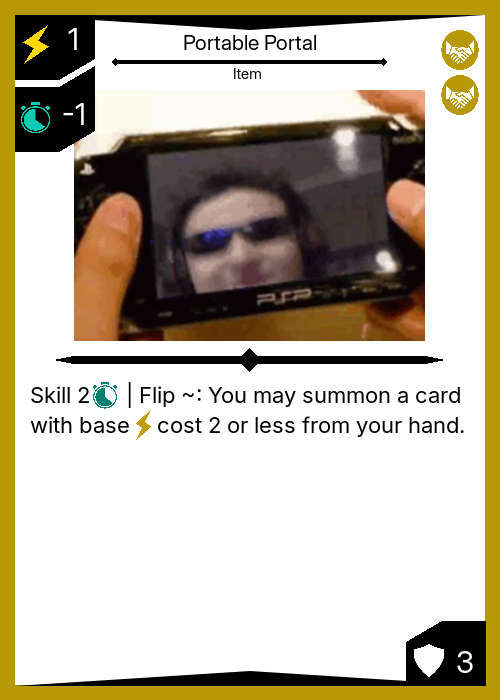 1
Portable Portal
Item
-1
PSP
Skill 2 | Flip ~: You may summon a card
with base cost 2 or less from your hand.
3